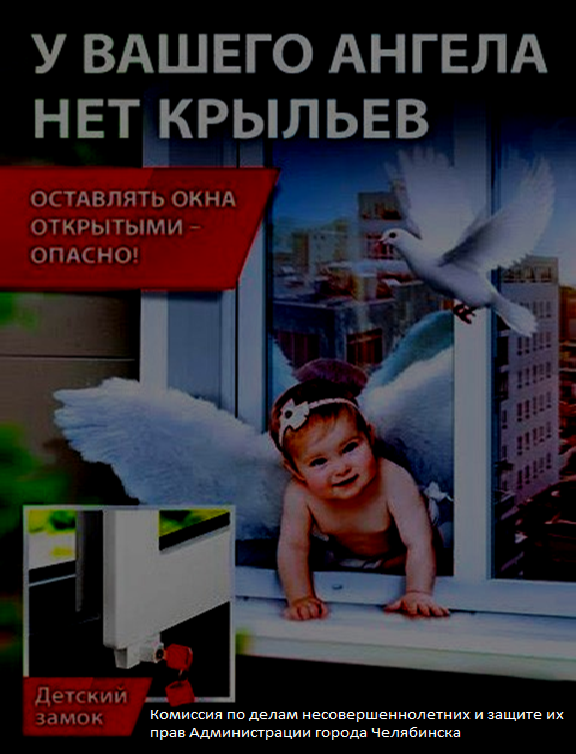 У ВАШЕГО АНГЕЛА
НЕТ КРЫЛЬЕВ
ОСТАВЛЯТЬ ОКНА
ОТКРЫТЫМИ –
ОПАСНО!
Детский
замок
Комиссия по делам несовершеннолетних и защите их
прав Администрации города Челябинска